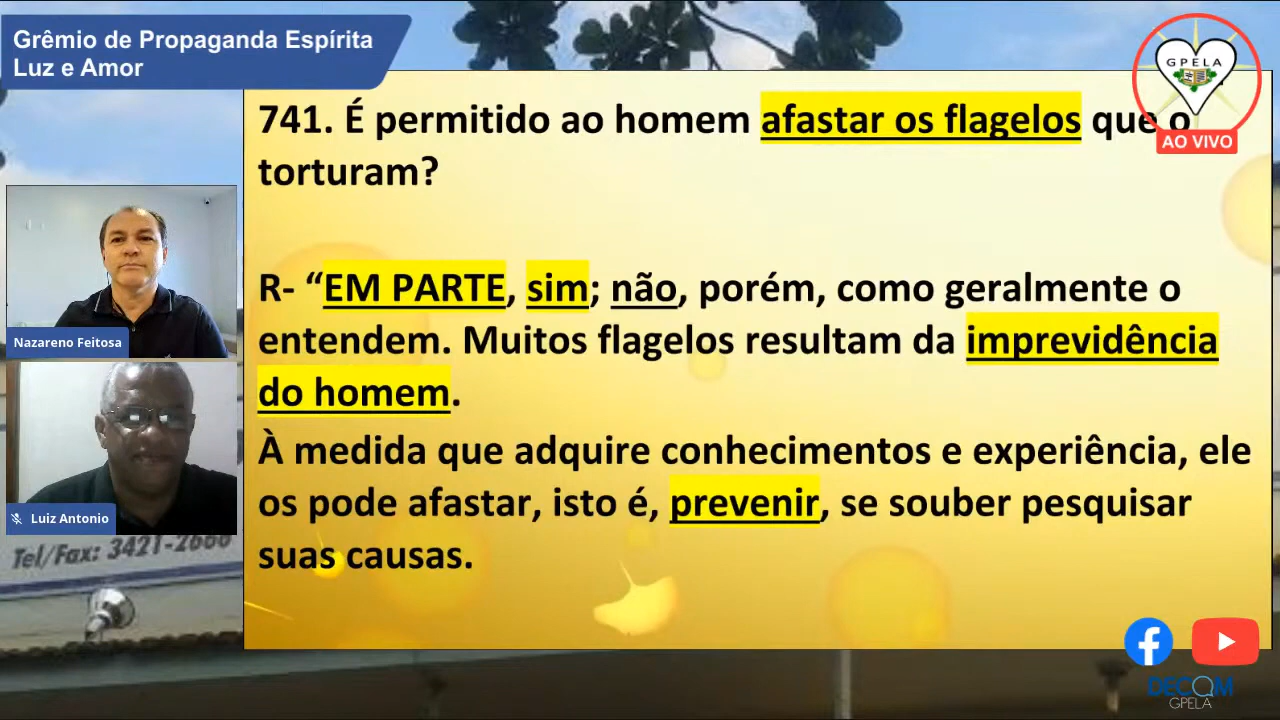 Grêmio de Propaganda Espírita
Luz e Amor
GPELA
AO VIVO
741. É permitido ao homem afastar os flagelos que o
torturam?
R- “EM PARTE, sim; não, porém, como geralmente o
entendem. Muitos flagelos resultam da imprevidência
do homem.
À medida que adquire conhecimentos e experiência, ele
os pode afastar, isto é, prevenir, se souber pesquisar
suas causas.
Nazareno Feitosa
Luiz Antonio
Tel/Fax: 3421-2668
DECOM
GPELA